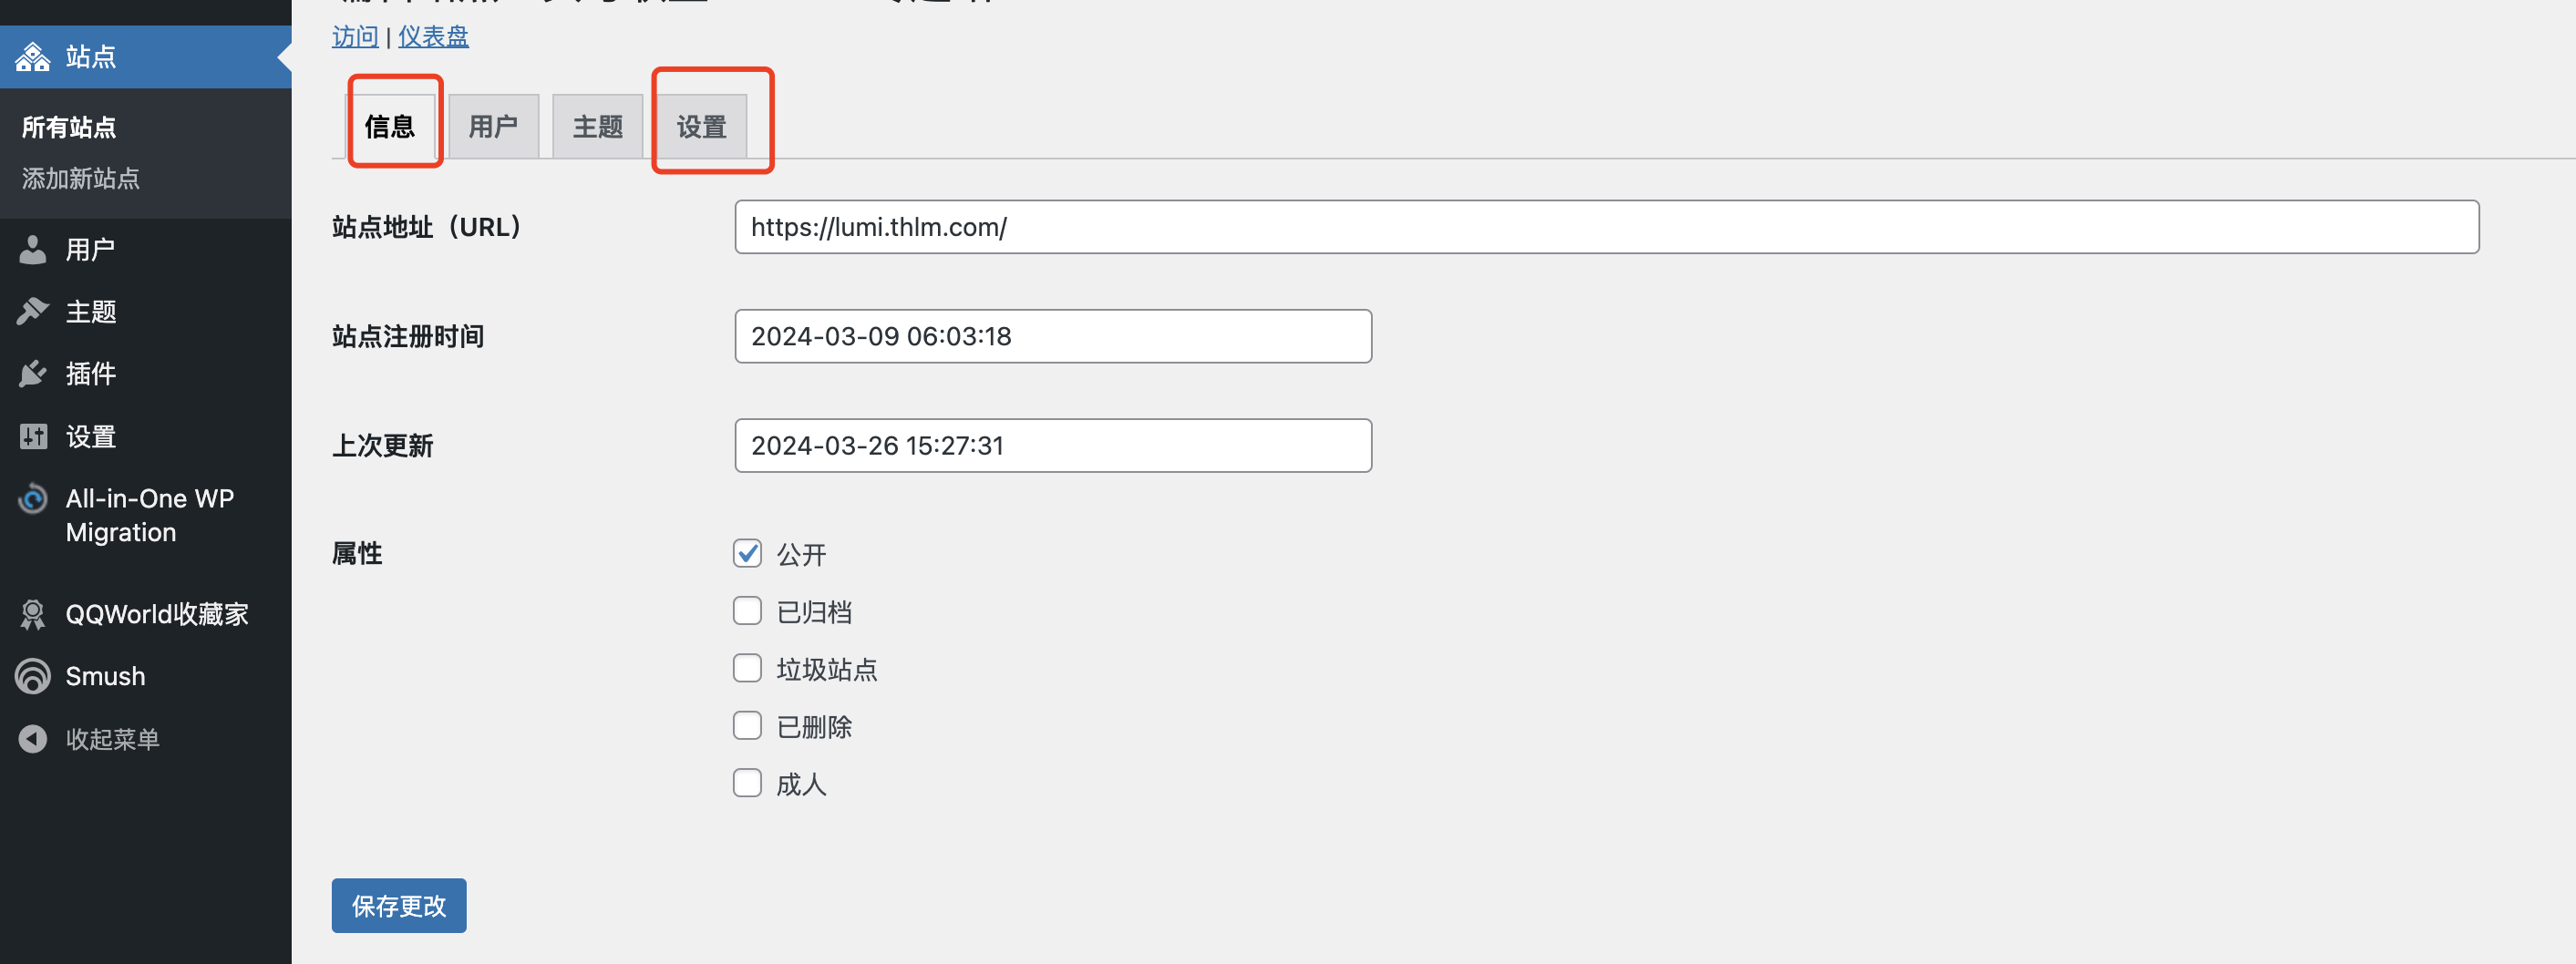 访问 | 仪表盘
站点
所有站点
添加新站点
用户
主题
插件
设置
All-in-One WP
Migration
QQWorld收藏家
Smush
收起菜单
信息
用户
主题
设置
站点地址（URL）
https://lumi.thlm.com/
站点注册时间
2024-03-09 06:03:18
上次更新
2024-03-26 15:27:31
属性
公开
已归档
垃圾站点
已删除
成人
保存更改